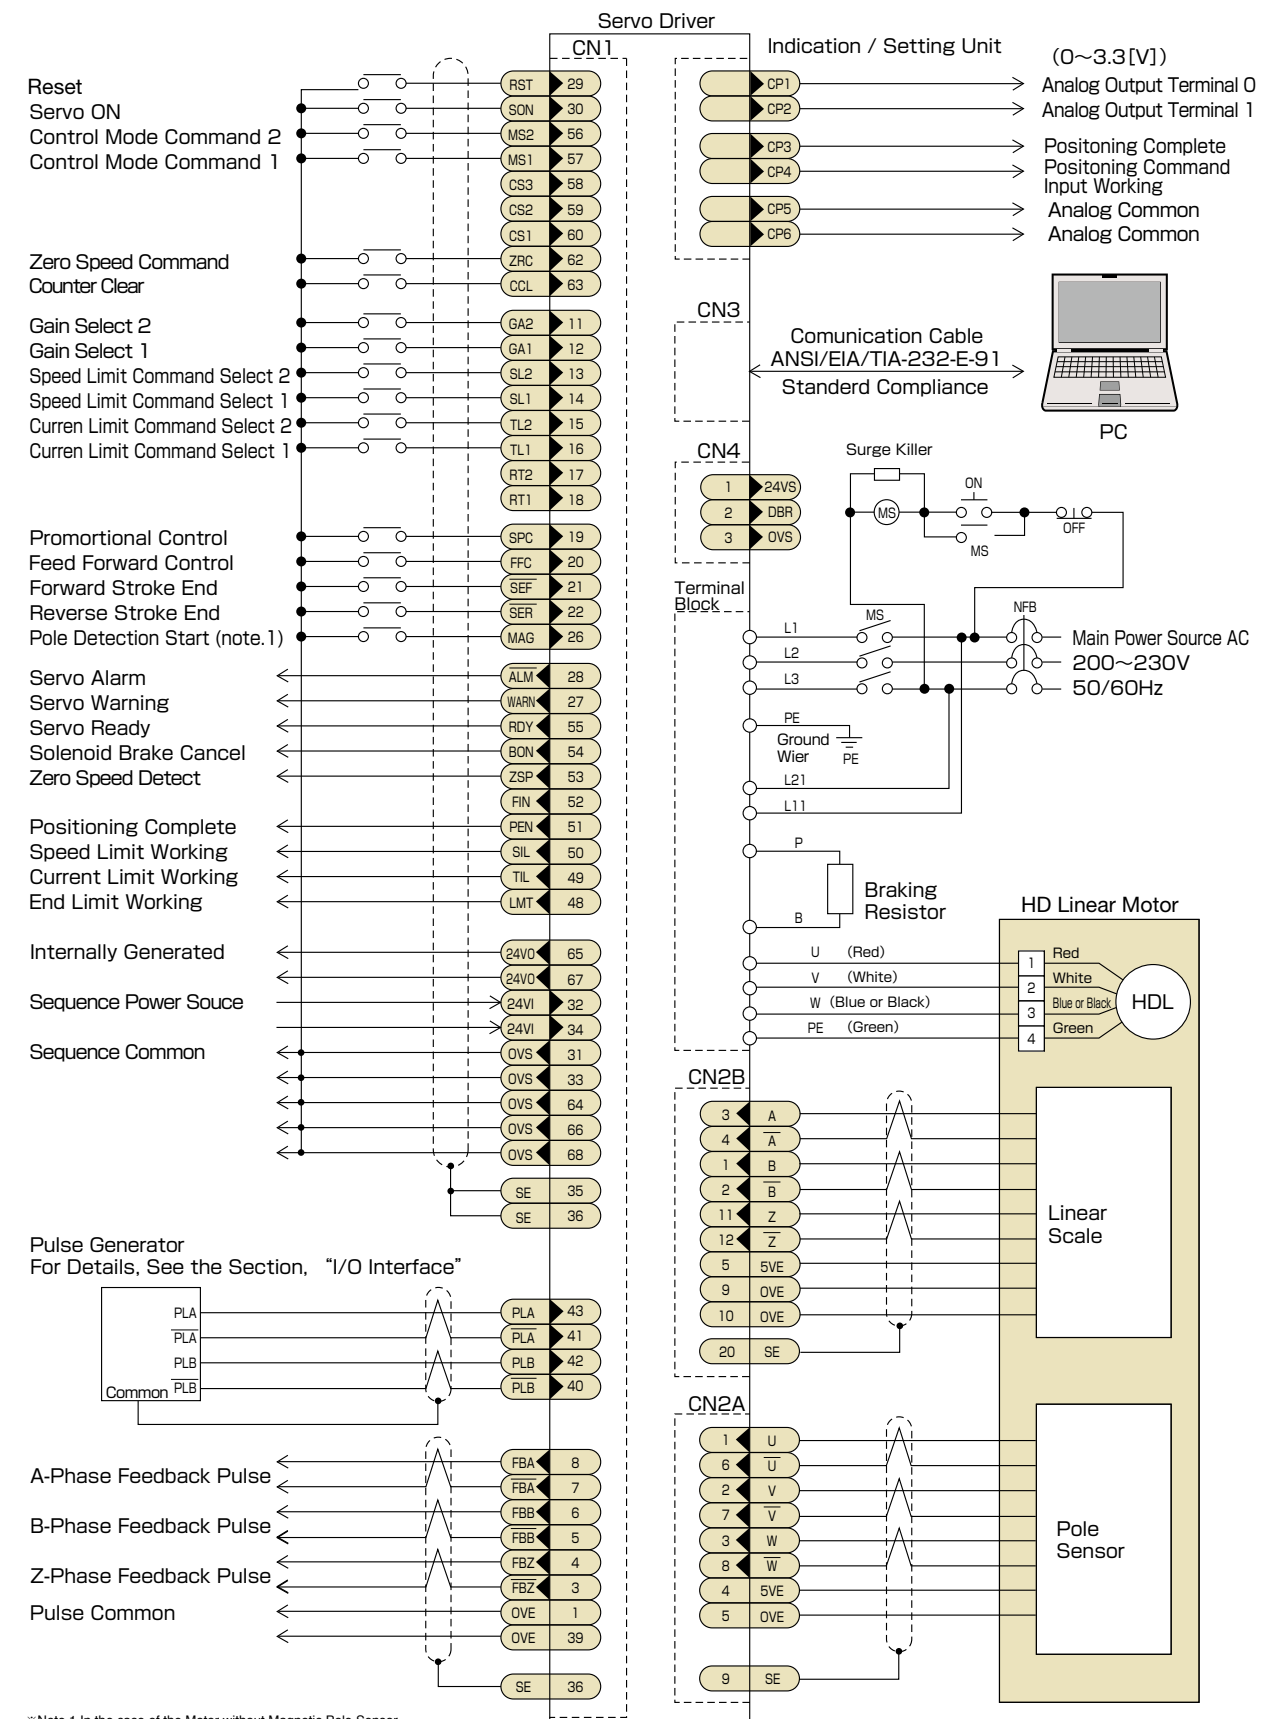 Servo Driver
CN1
Reset RST 29
Servo ON SON 30
Control Mode Command 2 MS2 56
Control Mode Command 1 MS1 57
CS3 58
CS2 59
CS1 60
Zero Speed Command ZRC 62
Counter Clear CCL 63
Gain Select 2 GA2 11
Gain Select 1 GA1 12
Speed Limit Command Select 2 SL2 13
Speed Limit Command Select 1 SL1 14
Curren Limit Command Select 2 TL2 15
Curren Limit Command Select 1 TL1 16
RT2 17
RT1 18
Promortional Control SPC 19
Feed Forward Control FFC 20
Forward Stroke End S̅E̅F̅ 21
Reverse Stroke End S̅E̅R̅ 22
Pole Detection Start (note.1) MAG 26
Servo Alarm A̅L̅M̅ 28
Servo Warning WARN 27
Servo Ready RDY 55
Solenoid Brake Cancel BON 54
Zero Speed Detect ZSP 53
FIN 52
Positioning Complete PEN 51
Speed Limit Working SIL 50
Current Limit Working TIL 49
End Limit Working LMT 48
Internally Generated 24VO 65
24VO 67
Sequence Power Souce 24VI 32
24VI 34
Sequence Common OVS 31
OVS 33
OVS 64
OVS 66
OVS 68
SE 35
SE 36
Pulse Generator
For Details, See the Section, “I/O Interface”
PLA PLA 43
P̅L̅A̅ P̅L̅A̅ 41
PLB PLB 42
Common P̅L̅B̅ P̅L̅B̅ 40
A-Phase Feedback Pulse
FBA 8
F̅B̅A̅ 7
B-Phase Feedback Pulse
FBB 6
F̅B̅B̅ 5
Z-Phase Feedback Pulse
FBZ 4
F̅B̅Z̅ 3
Pulse Common OVE 1
OVE 39
SE 36
※Note.1 In the case of the Motor without Magnetic Pole Sensor
Indication / Setting Unit
(0～3.3[V])
CP1 Analog Output Terminal 0
CP2 Analog Output Terminal 1
CP3 Positoning Complete
CP4 Positoning Command
Input Working
CP5 Analog Common
CP6 Analog Common
CN3
Comunication Cable
ANSI/EIA/TIA-232-E-91
Standerd Compliance
PC
CN4
1 24VS
2 DBR
3 OVS
Surge Killer
MS
ON
MS
OFF
Terminal
Block
MS
NFB
L1 Main Power Source AC
L2 200～230V
L3 50/60Hz
PE
Ground
Wier
PE
L21
L11
P
Braking
Resistor
B
HD Linear Motor
U (Red) 1 Red
V (White) 2 White
W (Blue or Black) 3 Blue or Black
PE (Green) 4 Green
HDL
CN2B
3 A
4 A̅
1 B
2 B̅
11 Z
12 Z̅
5 5VE
9 OVE
10 OVE
20 SE
Linear
Scale
CN2A
1 U
6 U̅
2 V
7 V̅
3 W
8 W̅
4 5VE
5 OVE
9 SE
Pole
Sensor